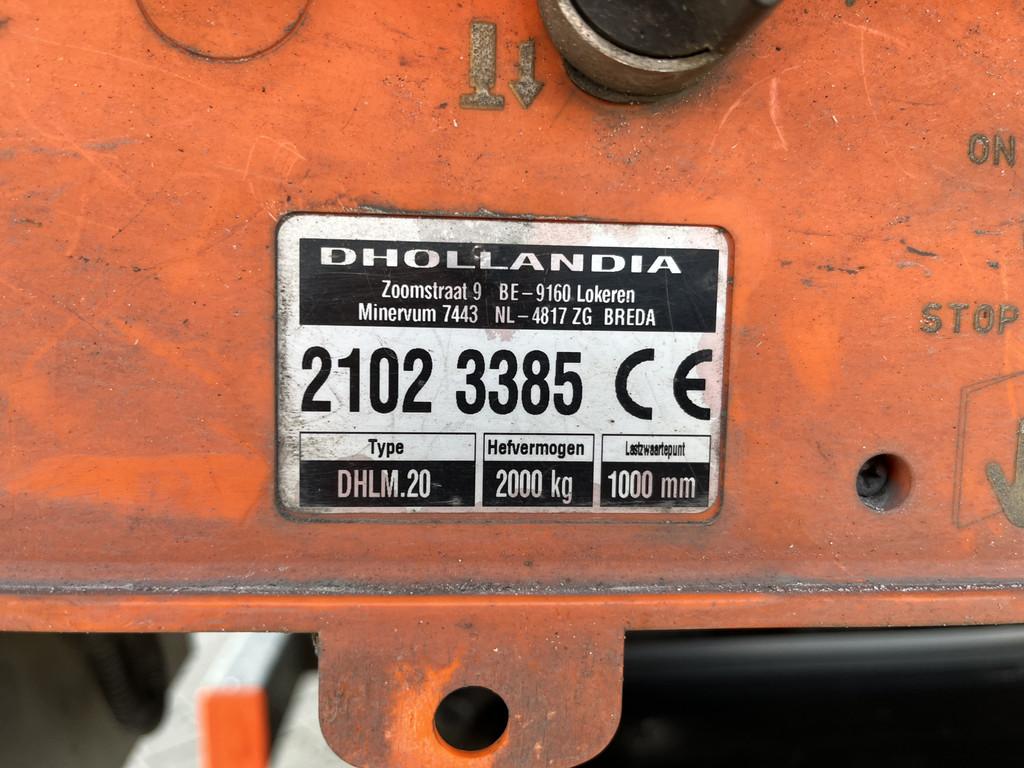 ON
STOP
DHOLLANDIA
Zoomstraat 9 BE-9160 Lokeren
Minervum 7443 NL-4817 ZG BREDA
2102 3385 CE
Type Hefvermogen Lastzwaartepunt
DHLM.20 2000 kg 1000 mm